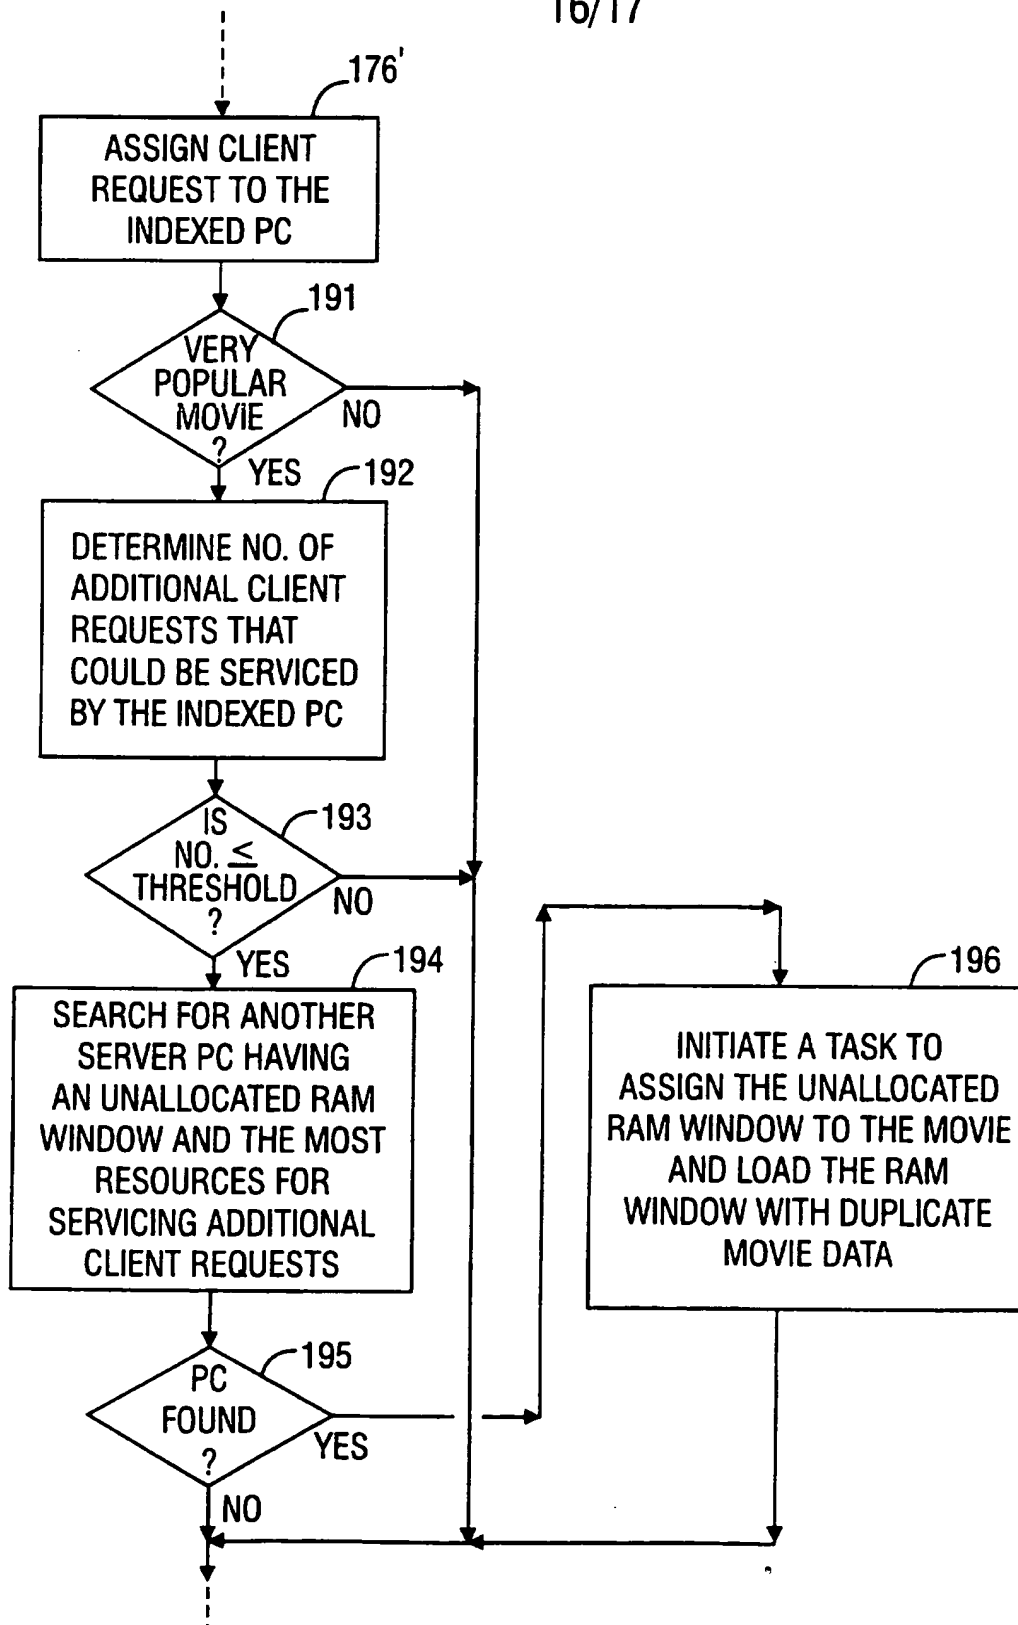 16/17
176'
ASSIGN CLIENT
REQUEST TO THE
INDEXED PC
191
VERY
POPULAR
MOVIE
?
NO
YES
192
DETERMINE NO. OF
ADDITIONAL CLIENT
REQUESTS THAT
COULD BE SERVICED
BY THE INDEXED PC
193
IS
NO. ≤
THRESHOLD
?
NO
YES
194
SEARCH FOR ANOTHER
SERVER PC HAVING
AN UNALLOCATED RAM
WINDOW AND THE MOST
RESOURCES FOR
SERVICING ADDITIONAL
CLIENT REQUESTS
196
INITIATE A TASK TO
ASSIGN THE UNALLOCATED
RAM WINDOW TO THE MOVIE
AND LOAD THE RAM
WINDOW WITH DUPLICATE
MOVIE DATA
195
PC
FOUND
?
YES
NO